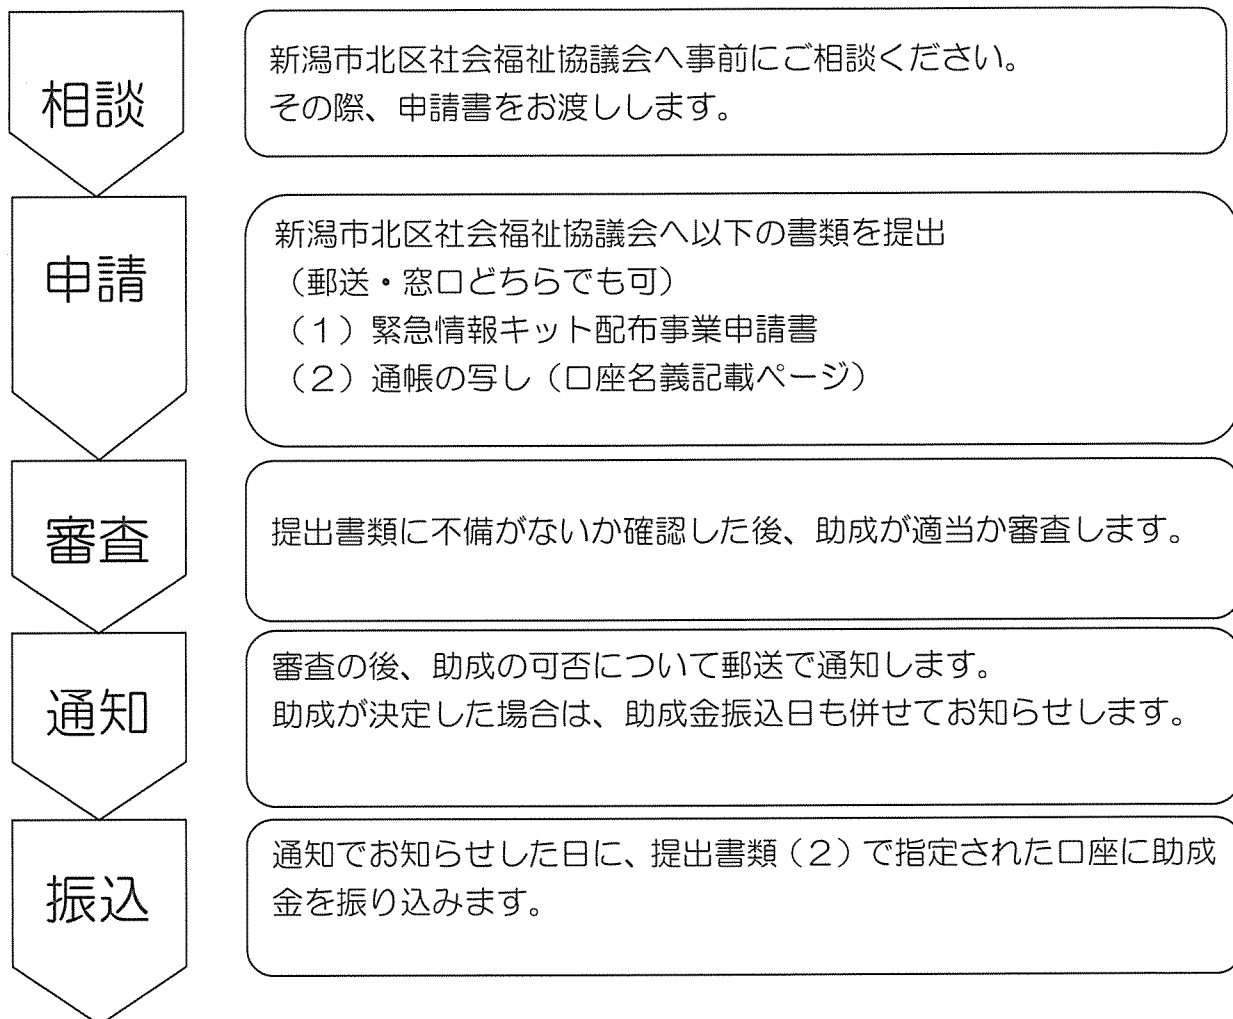 相談
新潟市北区社会福祉協議会へ事前にご相談ください。
その際、申請書をお渡しします。
申請
新潟市北区社会福祉協議会へ以下の書類を提出
（郵送・窓口どちらでも可）
（１）緊急情報キット配布事業申請書
（２）通帳の写し（口座名義記載ページ）
審査
提出書類に不備がないか確認した後、助成が適当か審査します。
通知
審査の後、助成の可否について郵送で通知します。
助成が決定した場合は、助成金振込日も併せてお知らせします。
振込
通知でお知らせした日に、提出書類（２）で指定された口座に助成
金を振り込みます。